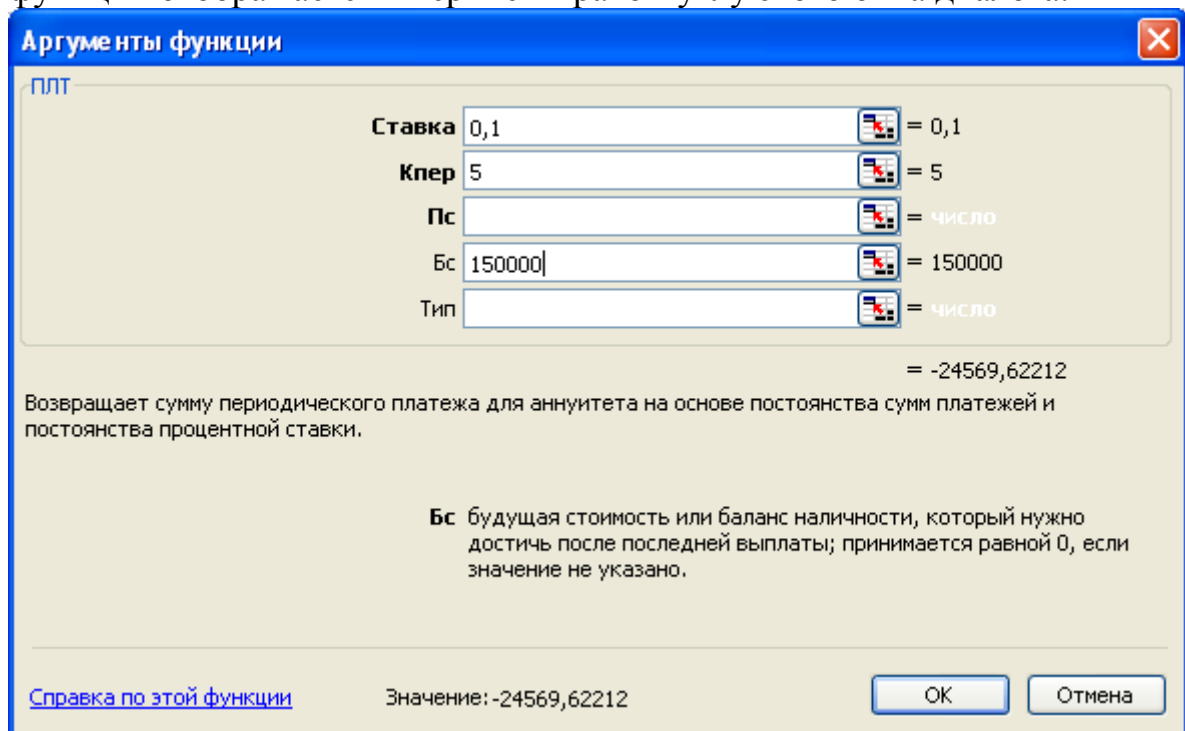 Аргументы функции
ПЛТ
Ставка 0,1 = 0,1
Кпер 5 = 5
Пс = число
Бс 150000 = 150000
Тип = число
= -24569,62212
Возвращает сумму периодического платежа для аннуитета на основе постоянства сумм платежей и
постоянства процентной ставки.
Бс будущая стоимость или баланс наличности, который нужно
достичь после последней выплаты; принимается равной 0, если
значение не указано.
Справка по этой функции Значение:-24569,62212 ОК Отмена